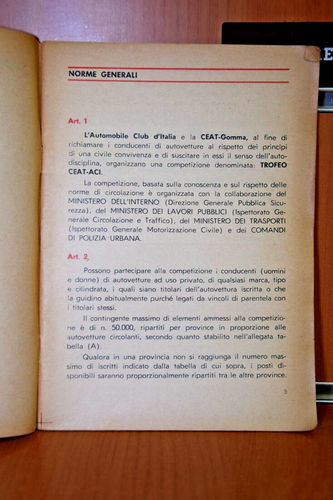 NORME GENERALI
Art. 1
L'Automobile Club d'Italia e la CEAT-Gomma, al fine di
richiamare i conducenti di autovetture al rispetto dei principi
di una civile convivenza e di suscitare in essi il senso dell'auto-
disciplina, organizzano una competizione denominata: TROFEO
CEAT-ACI.
La competizione, basata sulla conoscenza e sul rispetto delle
norme di circolazione è organizzata con la collaborazione del
MINISTERO DELL'INTERNO (Direzione Generale Pubblica Sicu-
rezza), del MINISTERO DEI LAVORI PUBBLICI (Ispettorato Ge-
nerale Circolazione e Traffico), del MINISTERO DEI TRASPORTI
(Ispettorato Generale Motorizzazione Civile) e dei COMANDI
DI POLIZIA URBANA.
Art. 2
Possono partecipare alla competizione i conducenti (uomini
e donne) di autovetture ad uso privato, di qualsiasi marca, tipo
e cilindrata, i quali siano titolari dell'autovettura iscritta o che
la guidino abitualmente purché legati da vincoli di parentela con
i titolari stessi.
Il contingente massimo di elementi ammessi alla competizio-
ne è di n. 50.000, ripartiti per province in proporzione alle
autovetture circolanti, secondo quanto stabilito nell'allegata ta-
bella (A).
Qualora in una provincia non si raggiunga il numero mas-
simo di iscritti indicato dalla tabella di cui sopra, i posti di-
sponibili saranno proporzionalmente ripartiti tra le altre province.
3